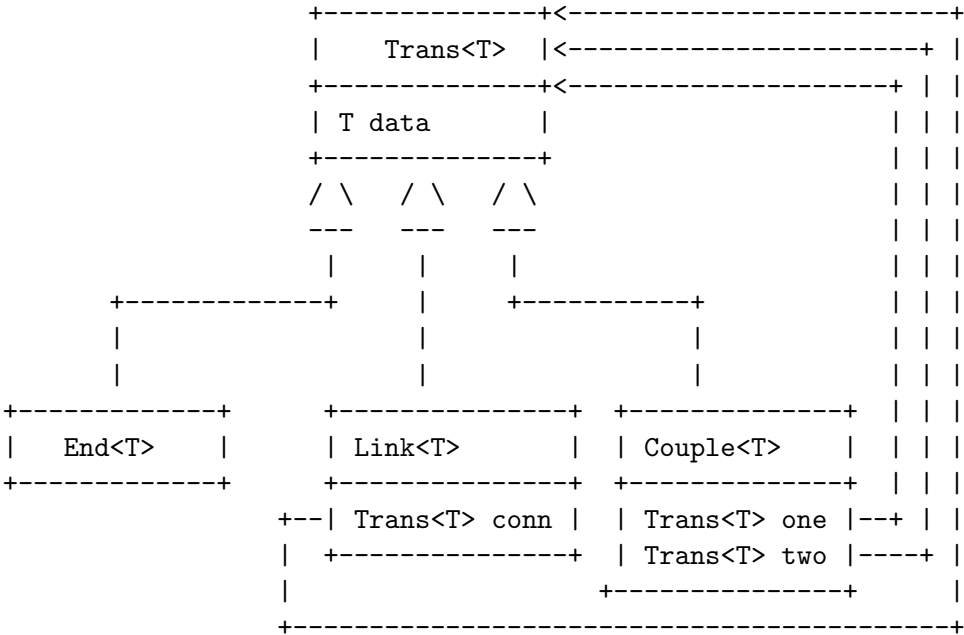 Trans<T>
T data
End<T> Link<T> Couple<T>
Trans<T> conn Trans<T> one
Trans<T> two